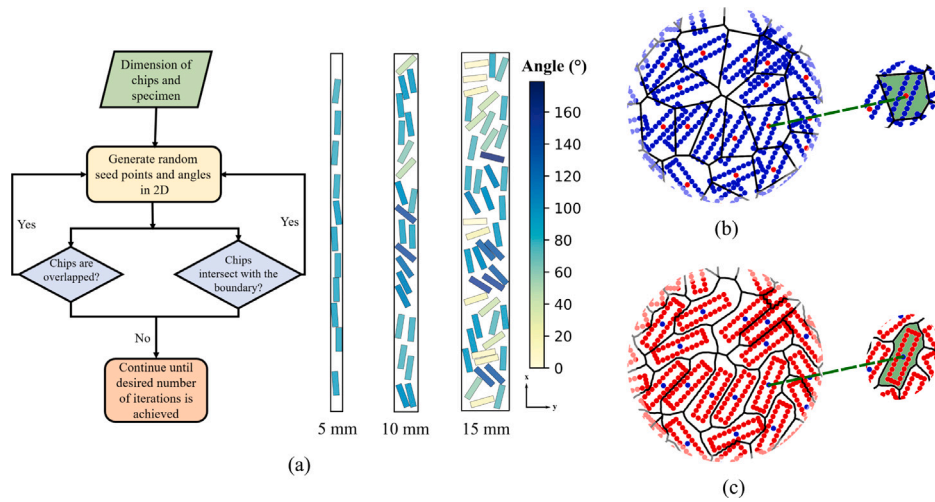 Dimension of
chips and
specimen
Generate random
seed points and angles
in 2D
Yes
Yes
Chips are
overlapped?
Chips
intersect with the
boundary?
No
Continue until
desired number
of iterations is
achieved
5 mm
10 mm
15 mm
Angle (°)
160
140
120
100
80
60
40
20
0
x
y
(a)
(b)
(c)